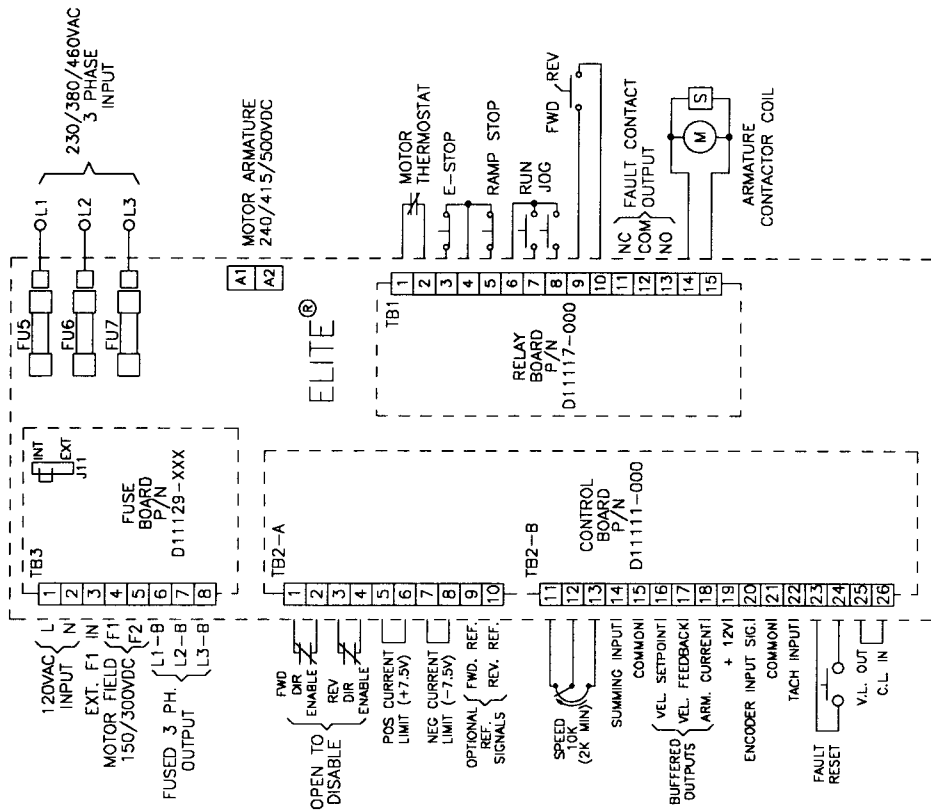 230/380/460VAC
3 PHASE
INPUT
L1
L2
L3
FU5
FU6
FU7
MOTOR ARMATURE
240/415/500VDC
A1
A2
ELITE®
TB1
1
2
3
4
5
6
7
8
9
10
11
12
13
14
15
MOTOR
THERMOSTAT
E-STOP
RAMP STOP
RUN
JOG
FWD
REV
NC
COM
NO
FAULT CONTACT
OUTPUT
M
S
ARMATURE
CONTACTOR COIL
RELAY
BOARD
P/N
D11117-000
INT
EXT
J11
FUSE
BOARD
P/N
D11129-XXX
TB3
1
2
3
4
5
6
7
8
120VAC
INPUT
L
N
EXT. F1 IN
MOTOR FIELD
150/300VDC
F1
F2
FUSED 3 PH.
OUTPUT
L1-B
L2-B
L3-B
TB2-A
1
2
3
4
5
6
7
8
9
10
FWD
DIR
ENABLE
REV
DIR
ENABLE
OPEN TO
DISABLE
POS CURRENT
LIMIT (+7.5V)
NEG CURRENT
LIMIT (-7.5V)
OPTIONAL
REF.
SIGNALS
FWD. REF.
REV. REF.
TB2-B
CONTROL
BOARD
P/N
D11111-000
11
12
13
14
15
16
17
18
19
20
21
22
23
24
25
26
SPEED
10K
(2K MIN)
SUMMING INPUT
COMMON
BUFFERED
OUTPUTS
VEL. SETPOINT
VEL. FEEDBACK
ARM. CURRENT
+ 12V
ENCODER INPUT SIG.
COMMON
TACH INPUT
FAULT
RESET
V.L. OUT
C.L IN